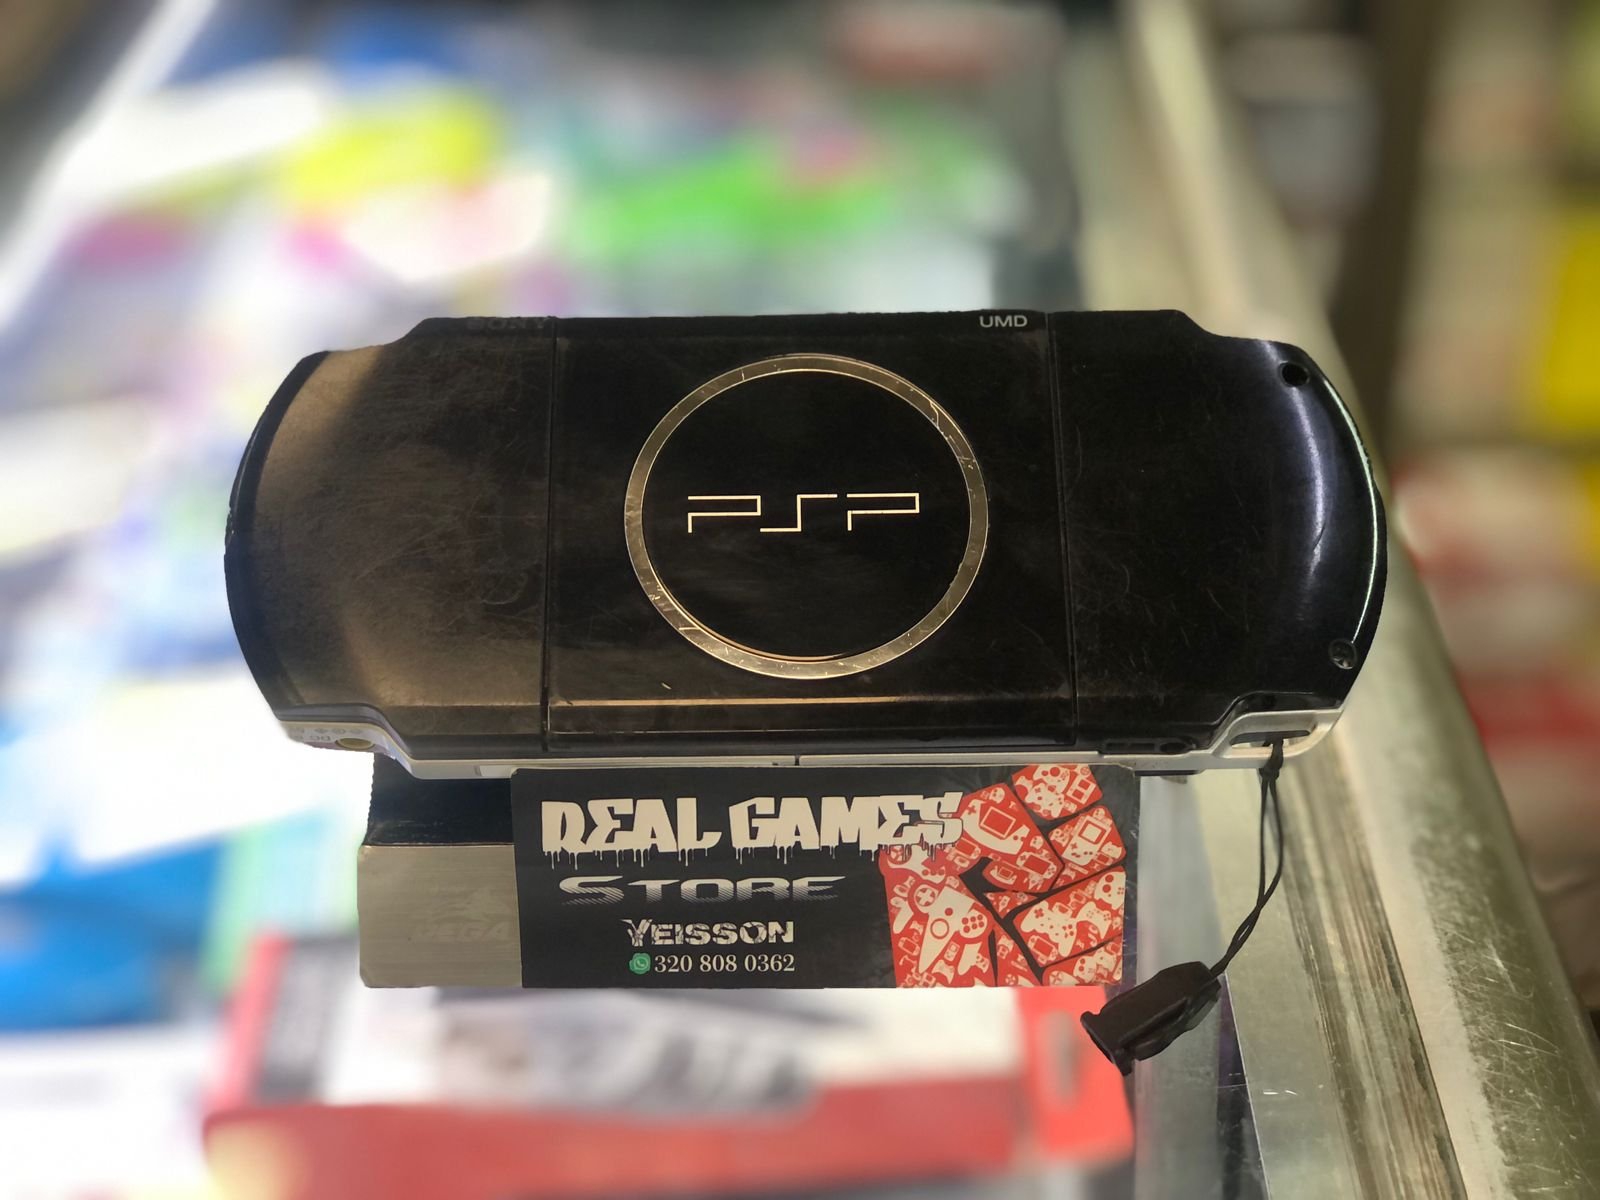 SONY
UMD
PSP
REAL GAMES
STORE
YEISSON
320 808 0362